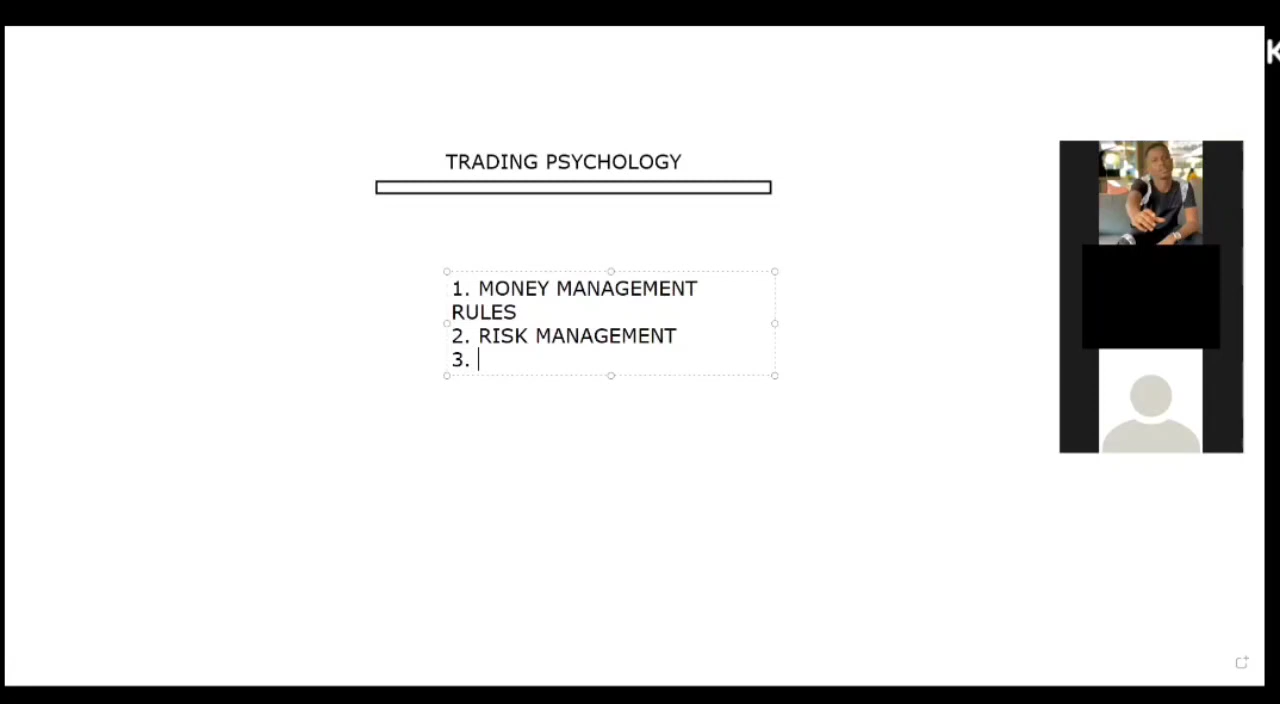 K
TRADING PSYCHOLOGY
1. MONEY MANAGEMENT
RULES
2. RISK MANAGEMENT
3.